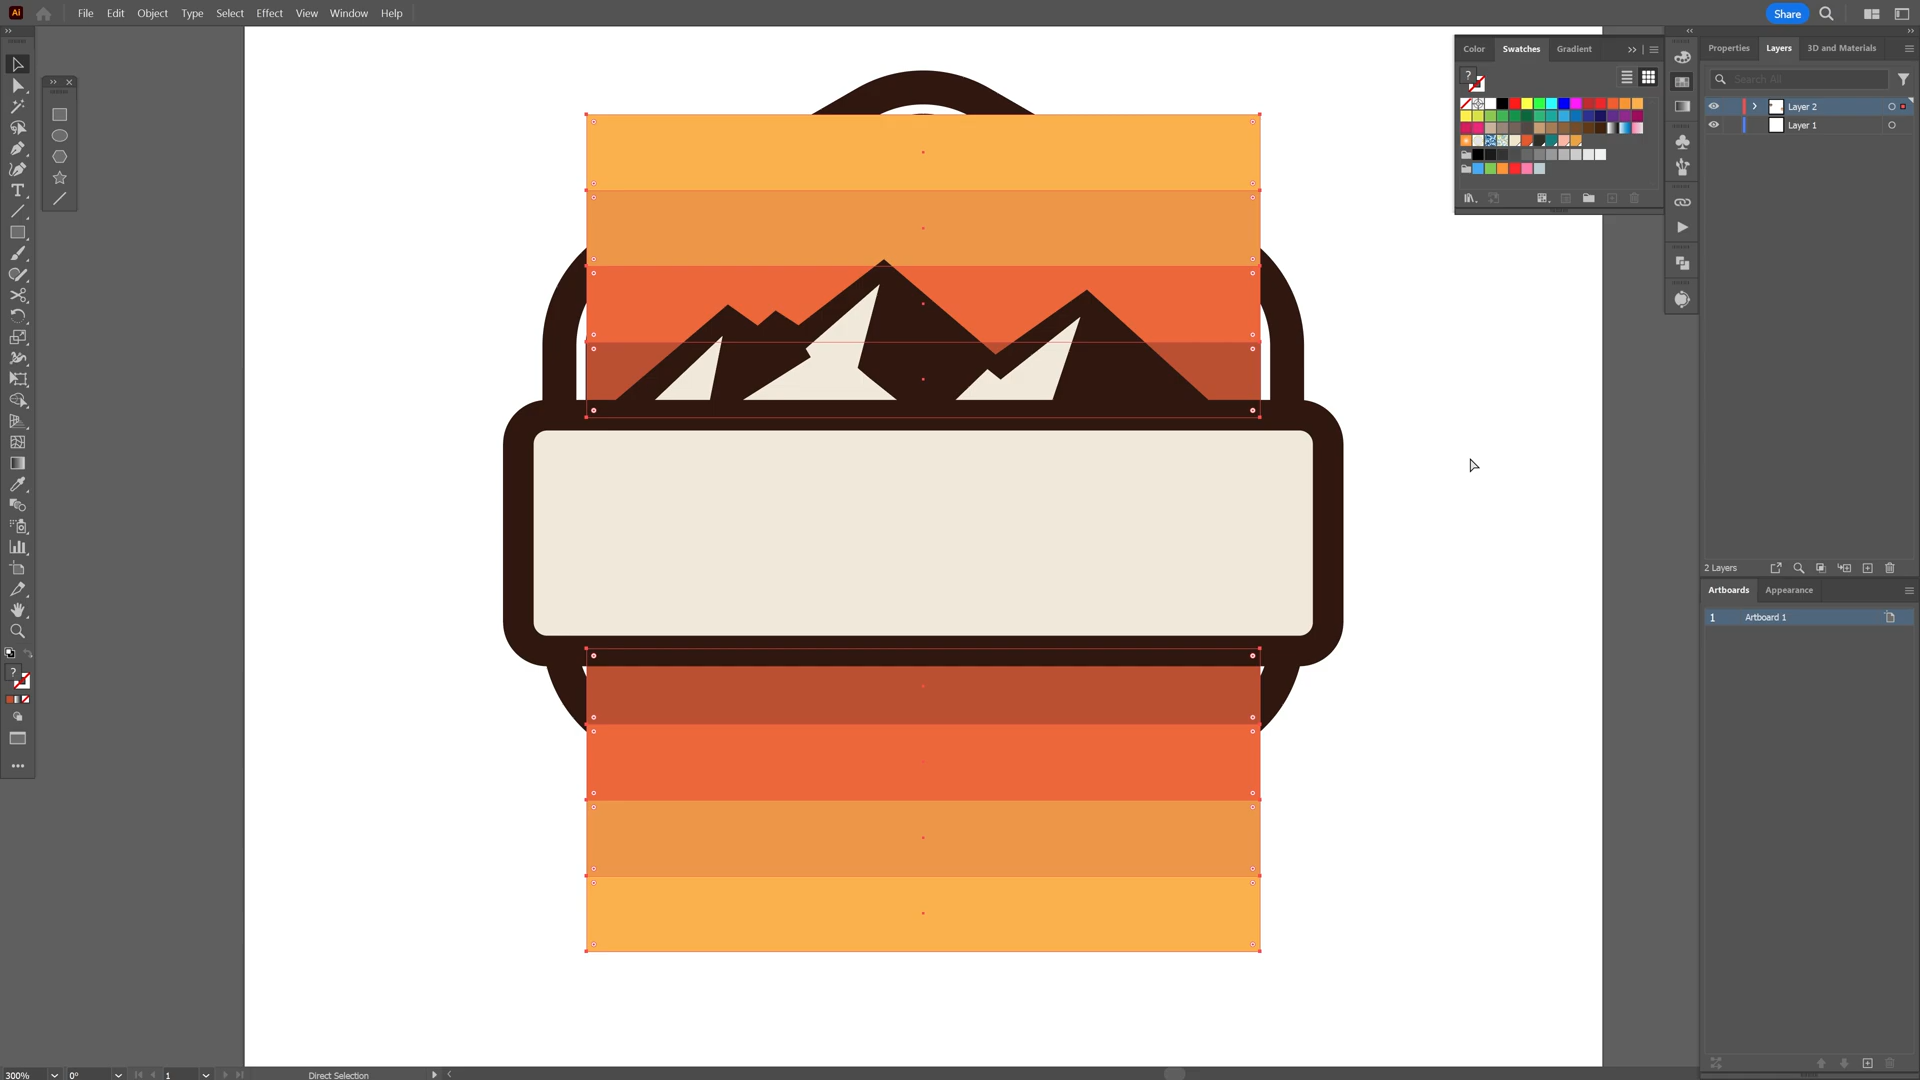 Ai File Edit Object Type Select Effect View Window Help Share
Color Swatches Gradient
Properties Layers 3D and Materials
Search All
?
Layer 2
Layer 1
T
?
2 Layers
Artboards Appearance
1 Artboard 1
300% 0° 1 Direct Selection